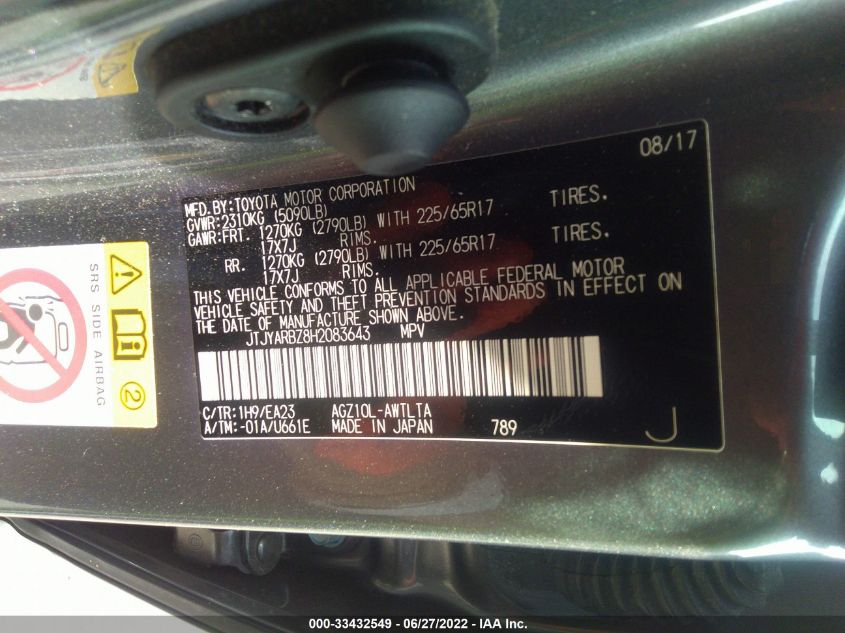 08/17
MFD.BY:TOYOTA MOTOR CORPORATION
GVWR:2310KG (5090LB)
GAWR:FRT. 1270KG (2790LB) WITH 225/65R17 TIRES.
17X7J RIMS.
RR. 1270KG (2790LB) WITH 225/65R17 TIRES.
17X7J RIMS.
THIS VEHICLE CONFORMS TO ALL APPLICABLE FEDERAL MOTOR
VEHICLE SAFETY AND THEFT PREVENTION STANDARDS IN EFFECT ON
THE DATE OF MANUFACTURE SHOWN ABOVE.
JTJYARBZ8H2083643 MPV
C/TR:1H9/EA23 AGZ10L-AWTLTA
A/TM:-01A/U661E MADE IN JAPAN 789
J
SRS SIDE AIRBAG
2
000-33432549 - 06/27/2022 - IAA Inc.